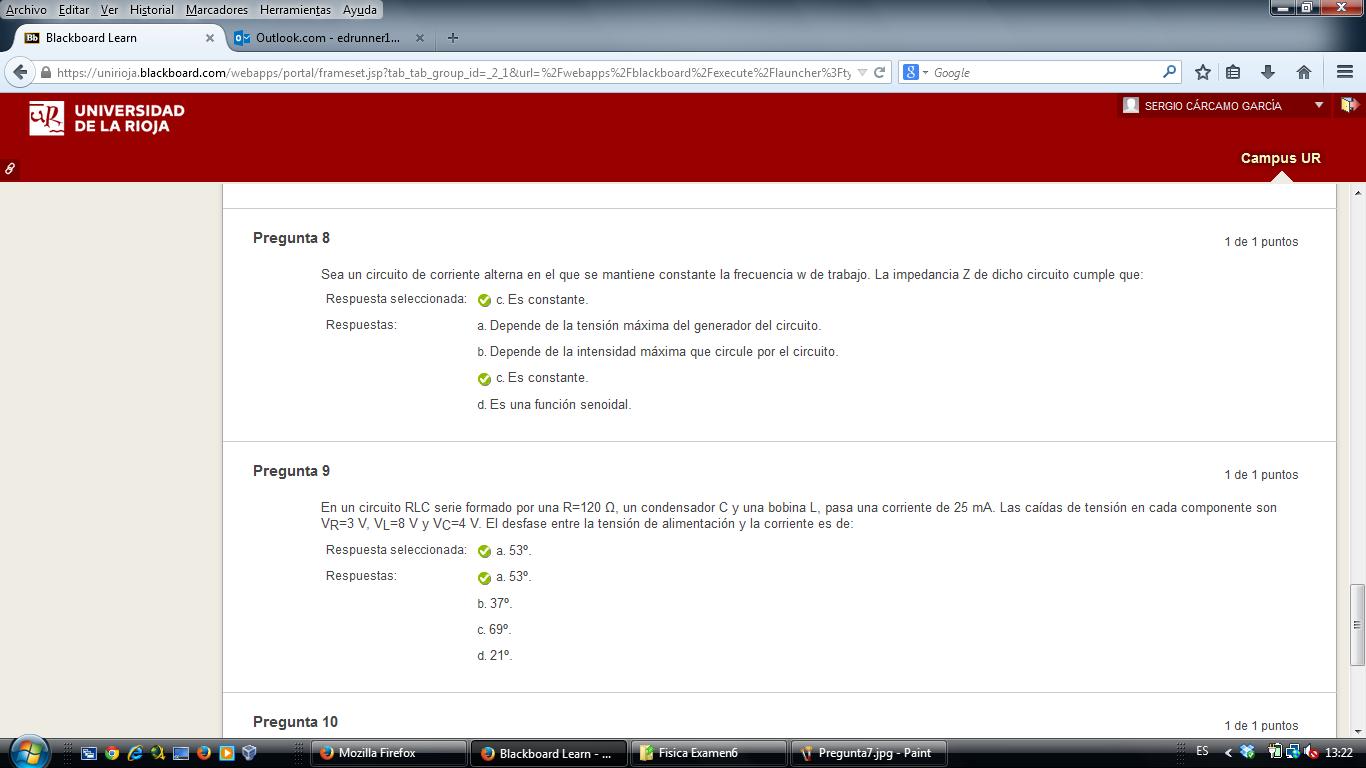 Archivo Editar Ver Historial Marcadores Herramientas Ayuda
Bb Blackboard Learn
Outlook.com - edrunner1...
https://unirioja.blackboard.com/webapps/portal/frameset.jsp?tab_tab_group_id=_2_1&url=%2Fwebapps%2Fblackboard%2Fexecute%2Flauncher%3Fty
Google
UNIVERSIDAD
DE LA RIOJA
SERGIO CÁRCAMO GARCÍA
Campus UR
Pregunta 8
1 de 1 puntos
Sea un circuito de corriente alterna en el que se mantiene constante la frecuencia w de trabajo. La impedancia Z de dicho circuito cumple que:
Respuesta seleccionada: c. Es constante.
Respuestas: a. Depende de la tensión máxima del generador del circuito.
b. Depende de la intensidad máxima que circule por el circuito.
c. Es constante.
d. Es una función senoidal.
Pregunta 9
1 de 1 puntos
En un circuito RLC serie formado por una R=120 Ω, un condensador C y una bobina L, pasa una corriente de 25 mA. Las caídas de tensión en cada componente son
VR=3 V, VL=8 V y VC=4 V. El desfase entre la tensión de alimentación y la corriente es de:
Respuesta seleccionada: a. 53º.
Respuestas: a. 53º.
b. 37º.
c. 69º.
d. 21º.
Pregunta 10
1 de 1 puntos
Mozilla Firefox
Blackboard Learn - ...
Fisica Examen6
Pregunta7.jpg - Paint
ES
13:22